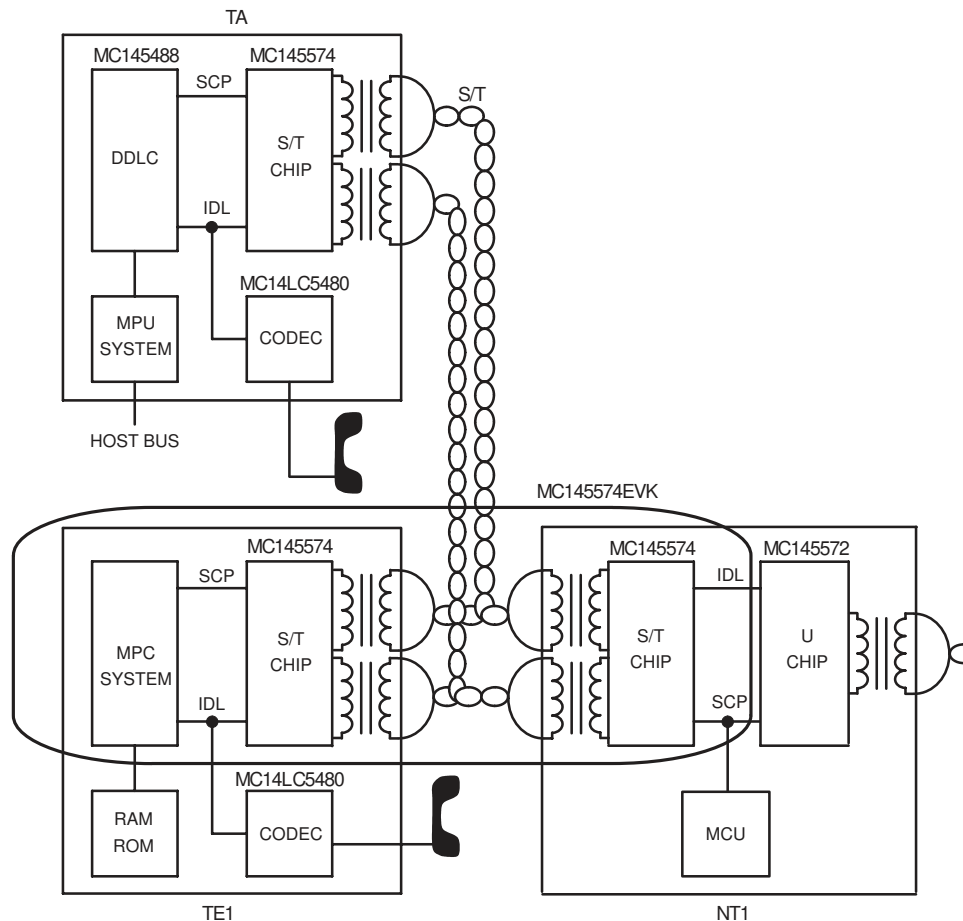 TA
MC145488
MC145574
SCP
S/T
DDLC
S/T
CHIP
IDL
MC14LC5480
MPU
SYSTEM
CODEC
HOST BUS
MC145574EVK
MC145574
MC145574
MC145572
SCP
IDL
MPC
SYSTEM
S/T
CHIP
S/T
CHIP
U
CHIP
IDL
SCP
MC14LC5480
RAM
ROM
CODEC
MCU
TE1
NT1